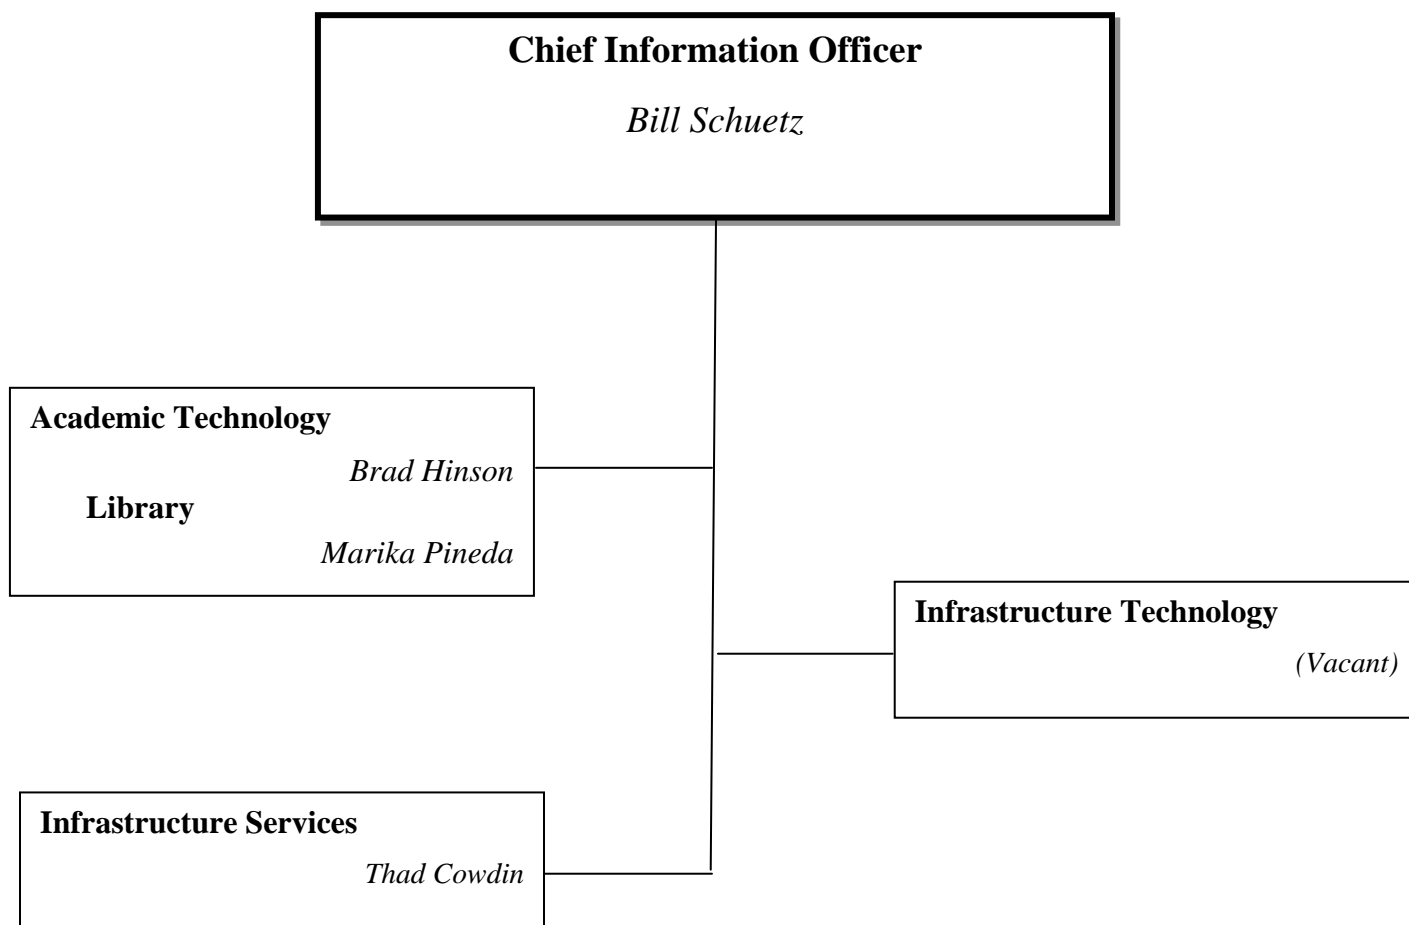 Chief Information Officer
Bill Schuetz
Academic Technology
Brad Hinson
Library
Marika Pineda
Infrastructure Technology
(Vacant)
Infrastructure Services
Thad Cowdin